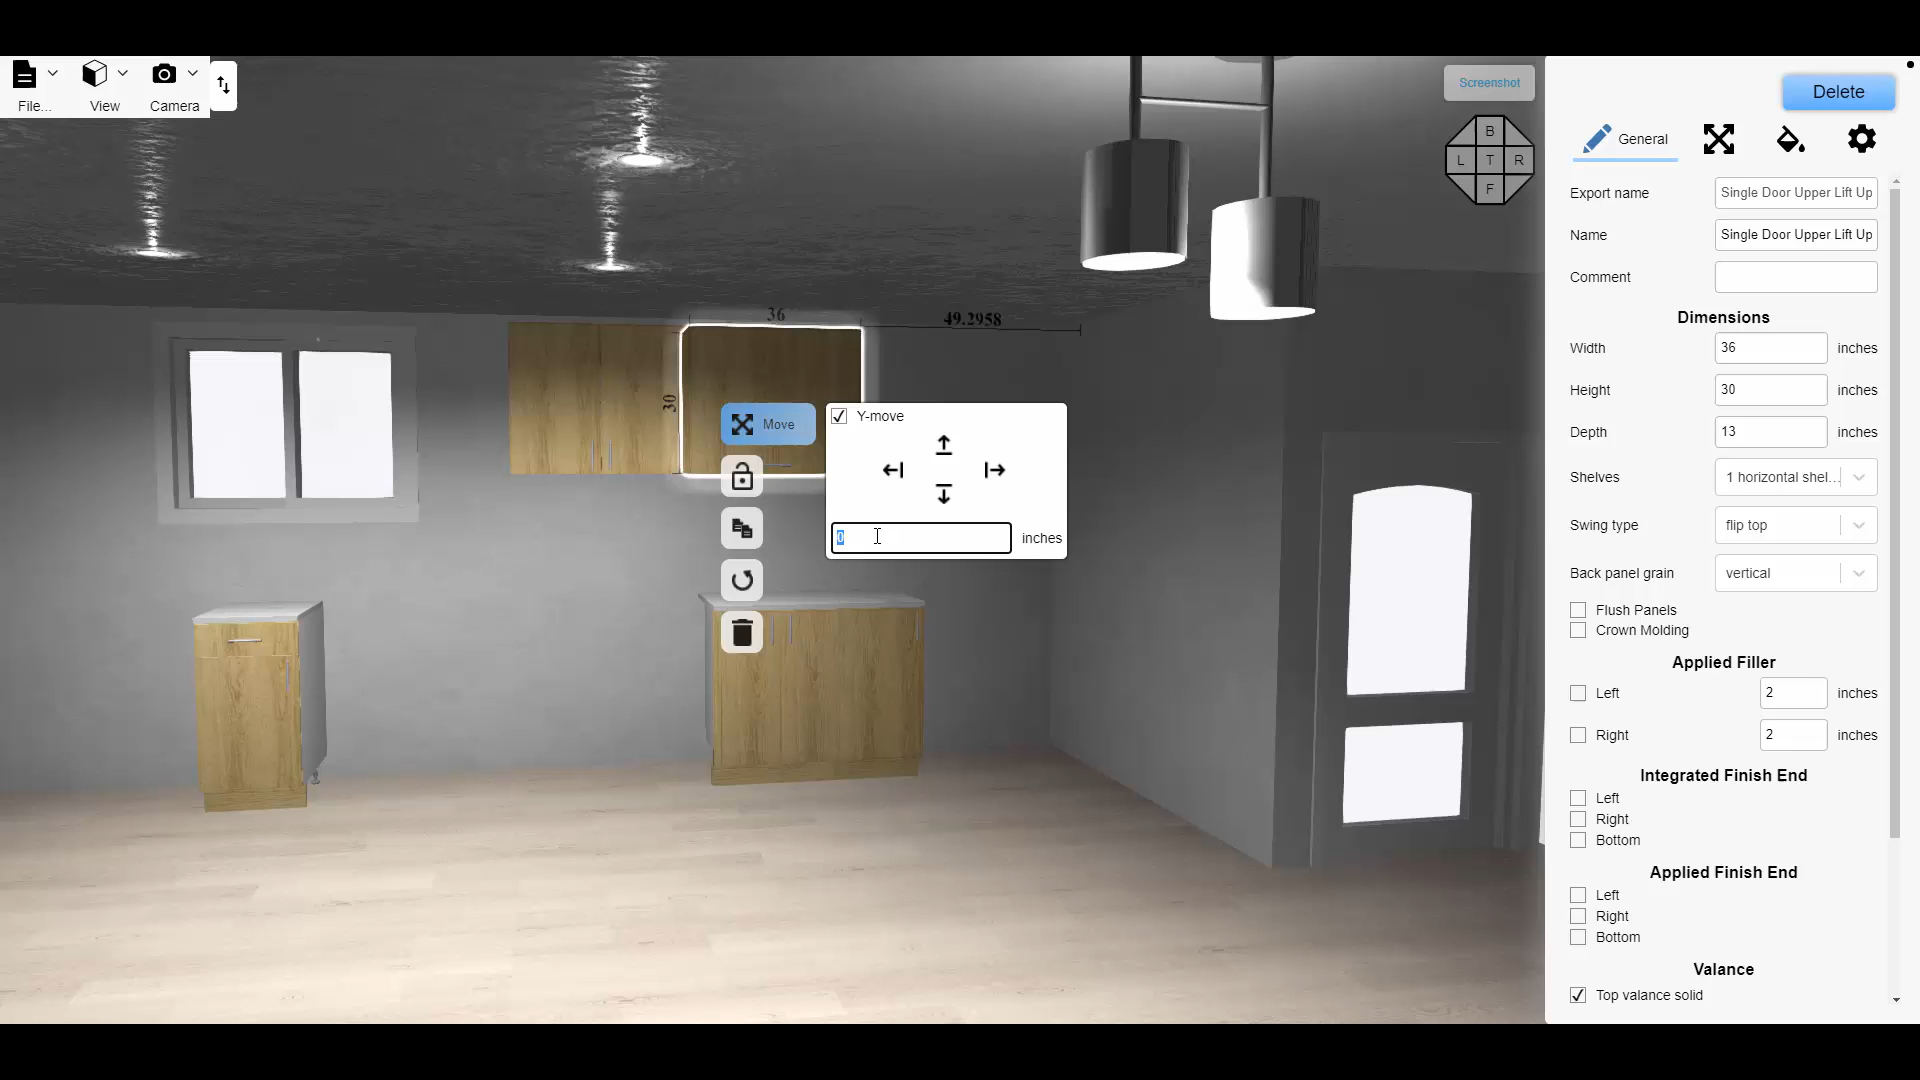 File...
View
Camera
Screenshot
B
L T R
F
36
49.2958
30
Move
Y-move
0
inches
Delete
General
Export name
Single Door Upper Lift Up
Name
Single Door Upper Lift Up
Comment
Dimensions
Width
36
inches
Height
30
inches
Depth
13
inches
Shelves
1 horizontal shel...
Swing type
flip top
Back panel grain
vertical
Flush Panels
Crown Molding
Applied Filler
Left
2
inches
Right
2
inches
Integrated Finish End
Left
Right
Bottom
Applied Finish End
Left
Right
Bottom
Valance
Top valance solid